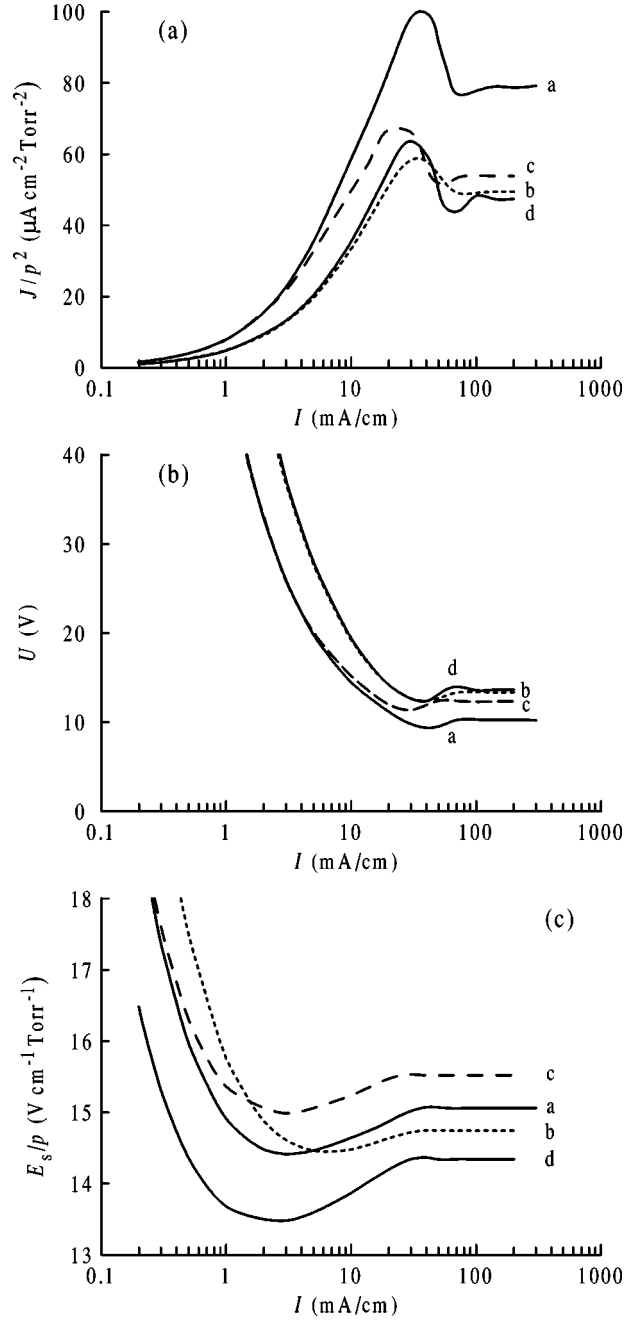 (a)
100
80
60
40
20
0
J/p² (μA cm⁻² Torr⁻²)
a
c
b
d
0.1 1 10 100 1000
I (mA/cm)
(b)
40
30
20
10
0
U (V)
d
b
c
a
0.1 1 10 100 1000
I (mA/cm)
(c)
18
17
16
15
14
13
Eₛ/p (V cm⁻¹ Torr⁻¹)
c
a
b
d
0.1 1 10 100 1000
I (mA/cm)